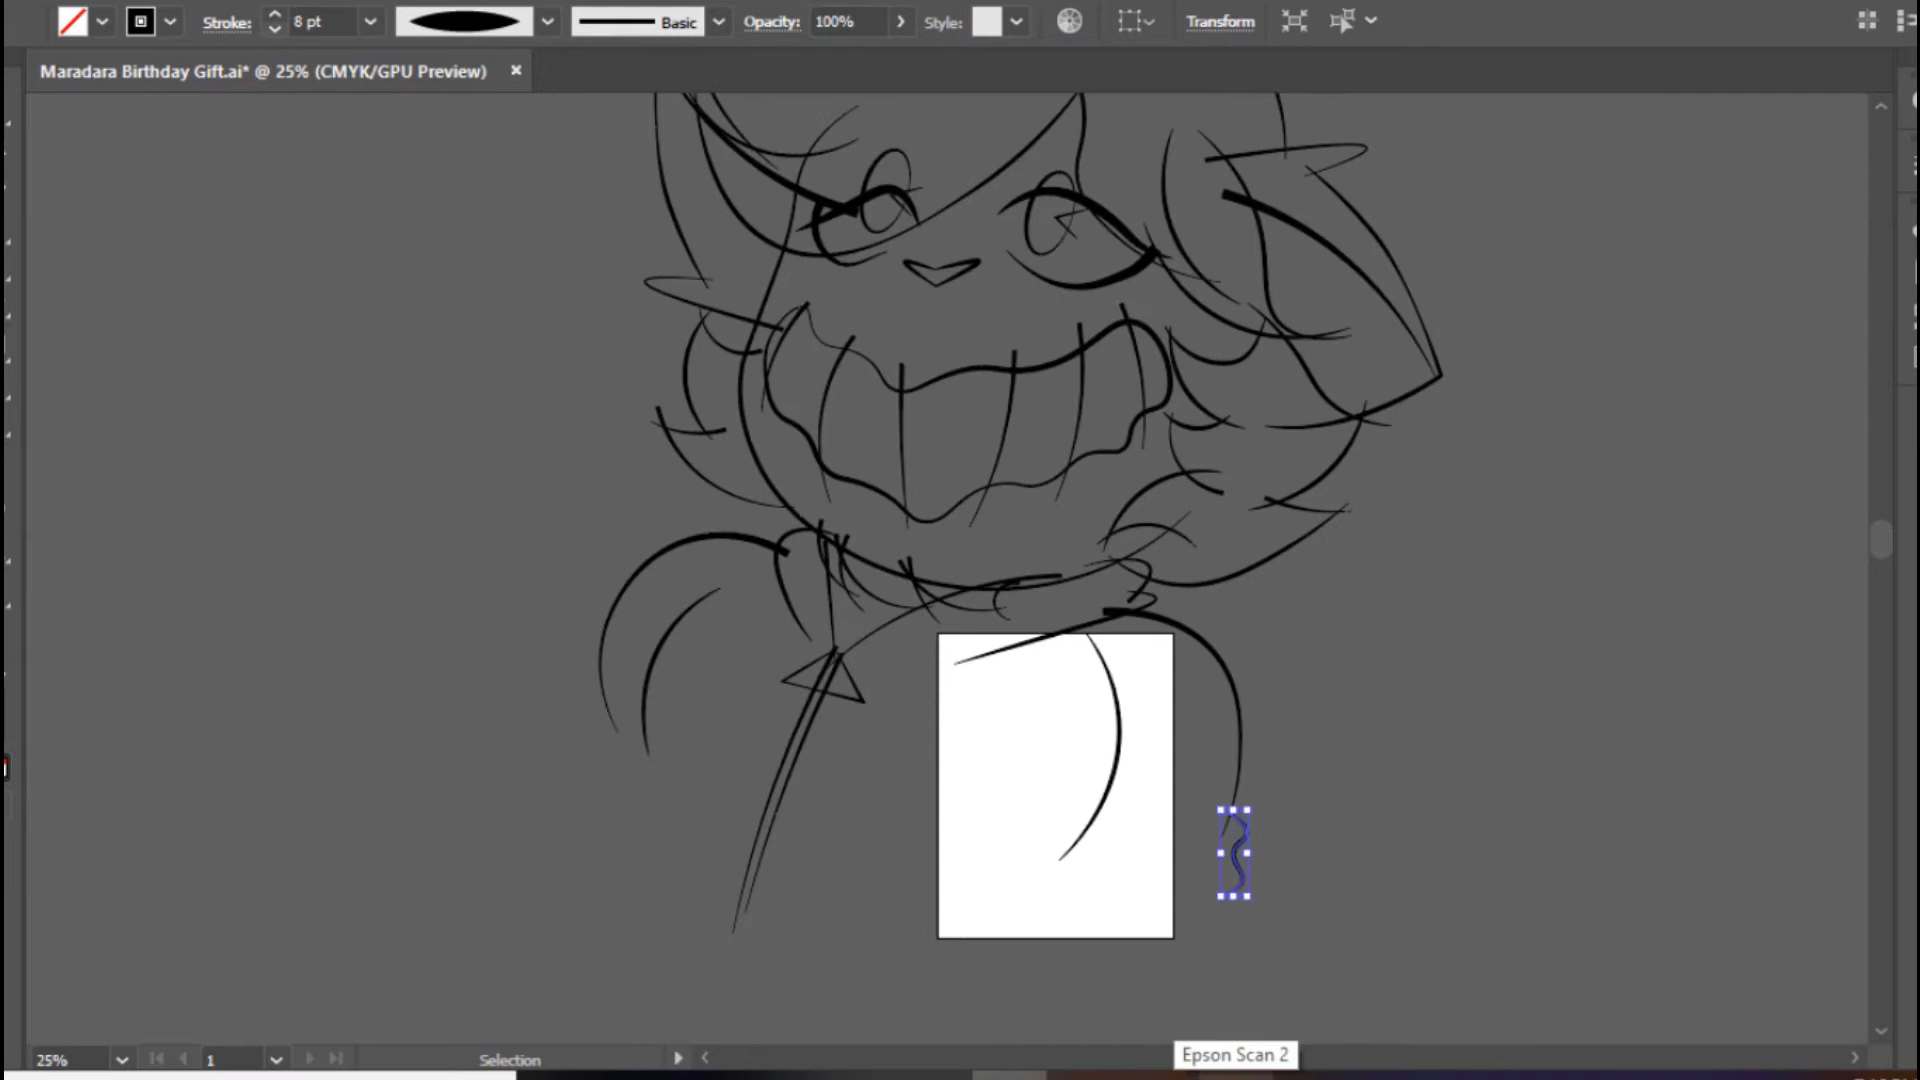 Stroke: 8 pt Basic Opacity: 100% Style: Transform
Maradara Birthday Gift.ai* @ 25% (CMYK/GPU Preview) ×
25% 1 Selection
Epson Scan 2